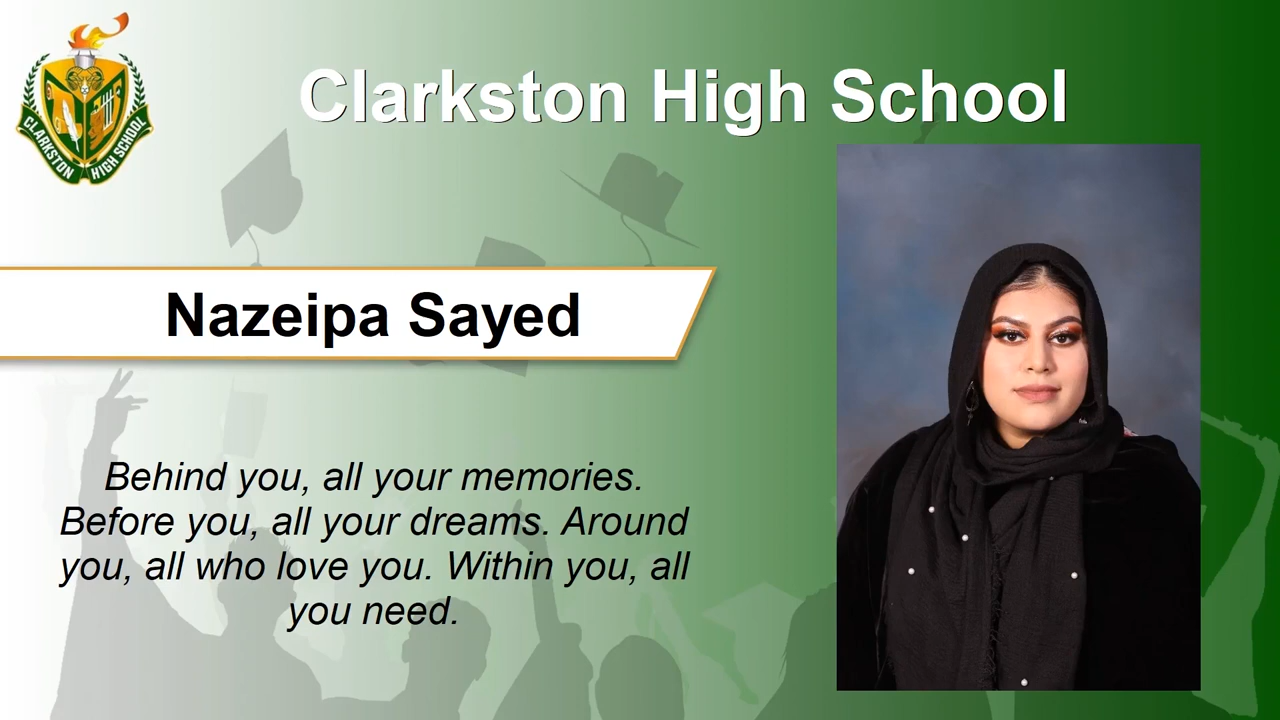 CLARKSTON HIGH SCHOOL
Clarkston High School
Nazeipa Sayed
Behind you, all your memories.
Before you, all your dreams. Around
you, all who love you. Within you, all
you need.